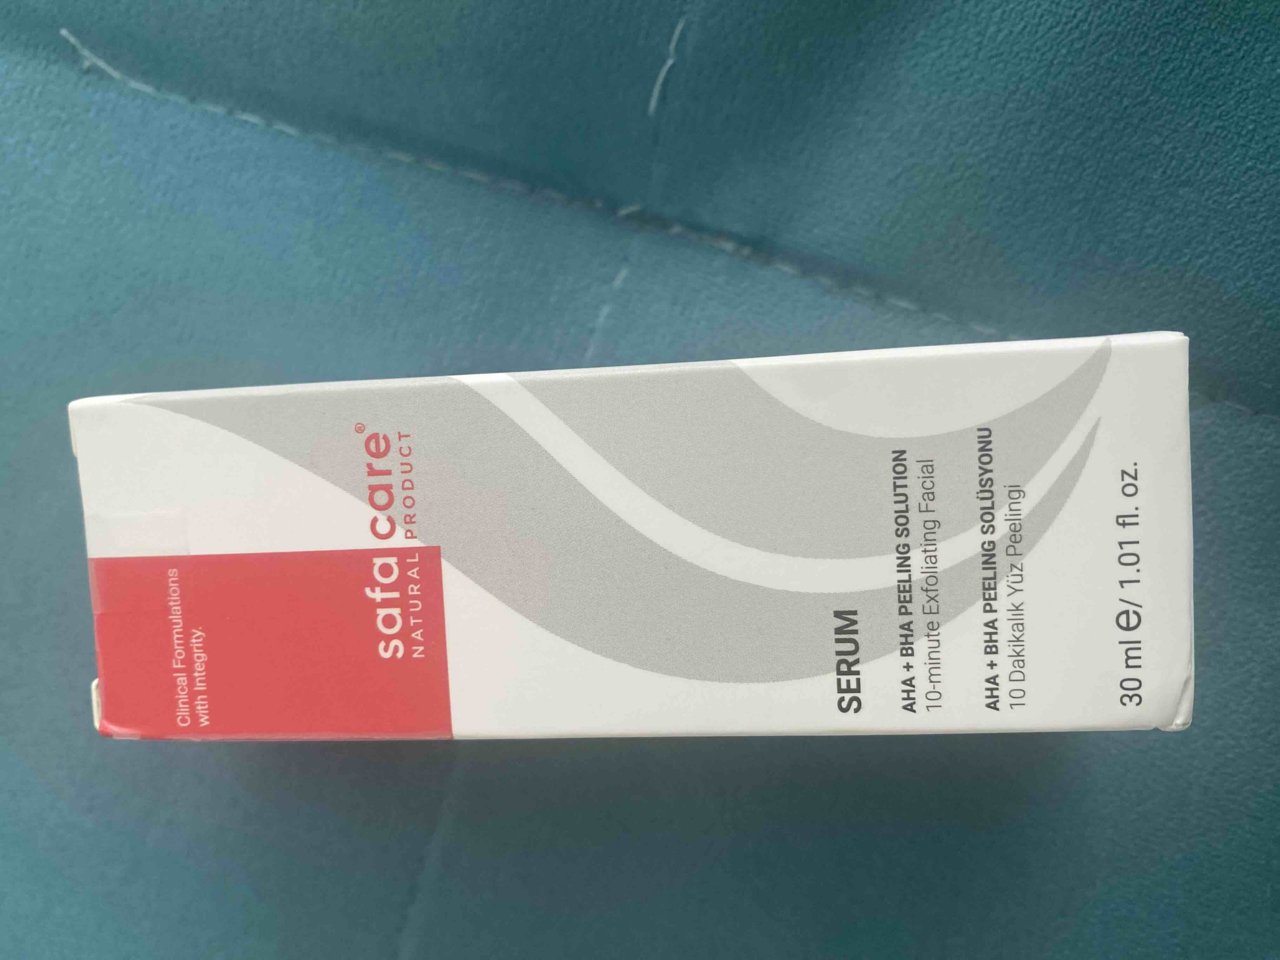 Clinical Formulations
with Integrity.
safa care®
NATURAL PRODUCT
SERUM
AHA + BHA PEELING SOLUTION
10-minute Exfoliating Facial
AHA + BHA PEELING SOLÜSYONU
10 Dakikalık Yüz Peelingi
30 ml e/ 1.01 fl. oz.